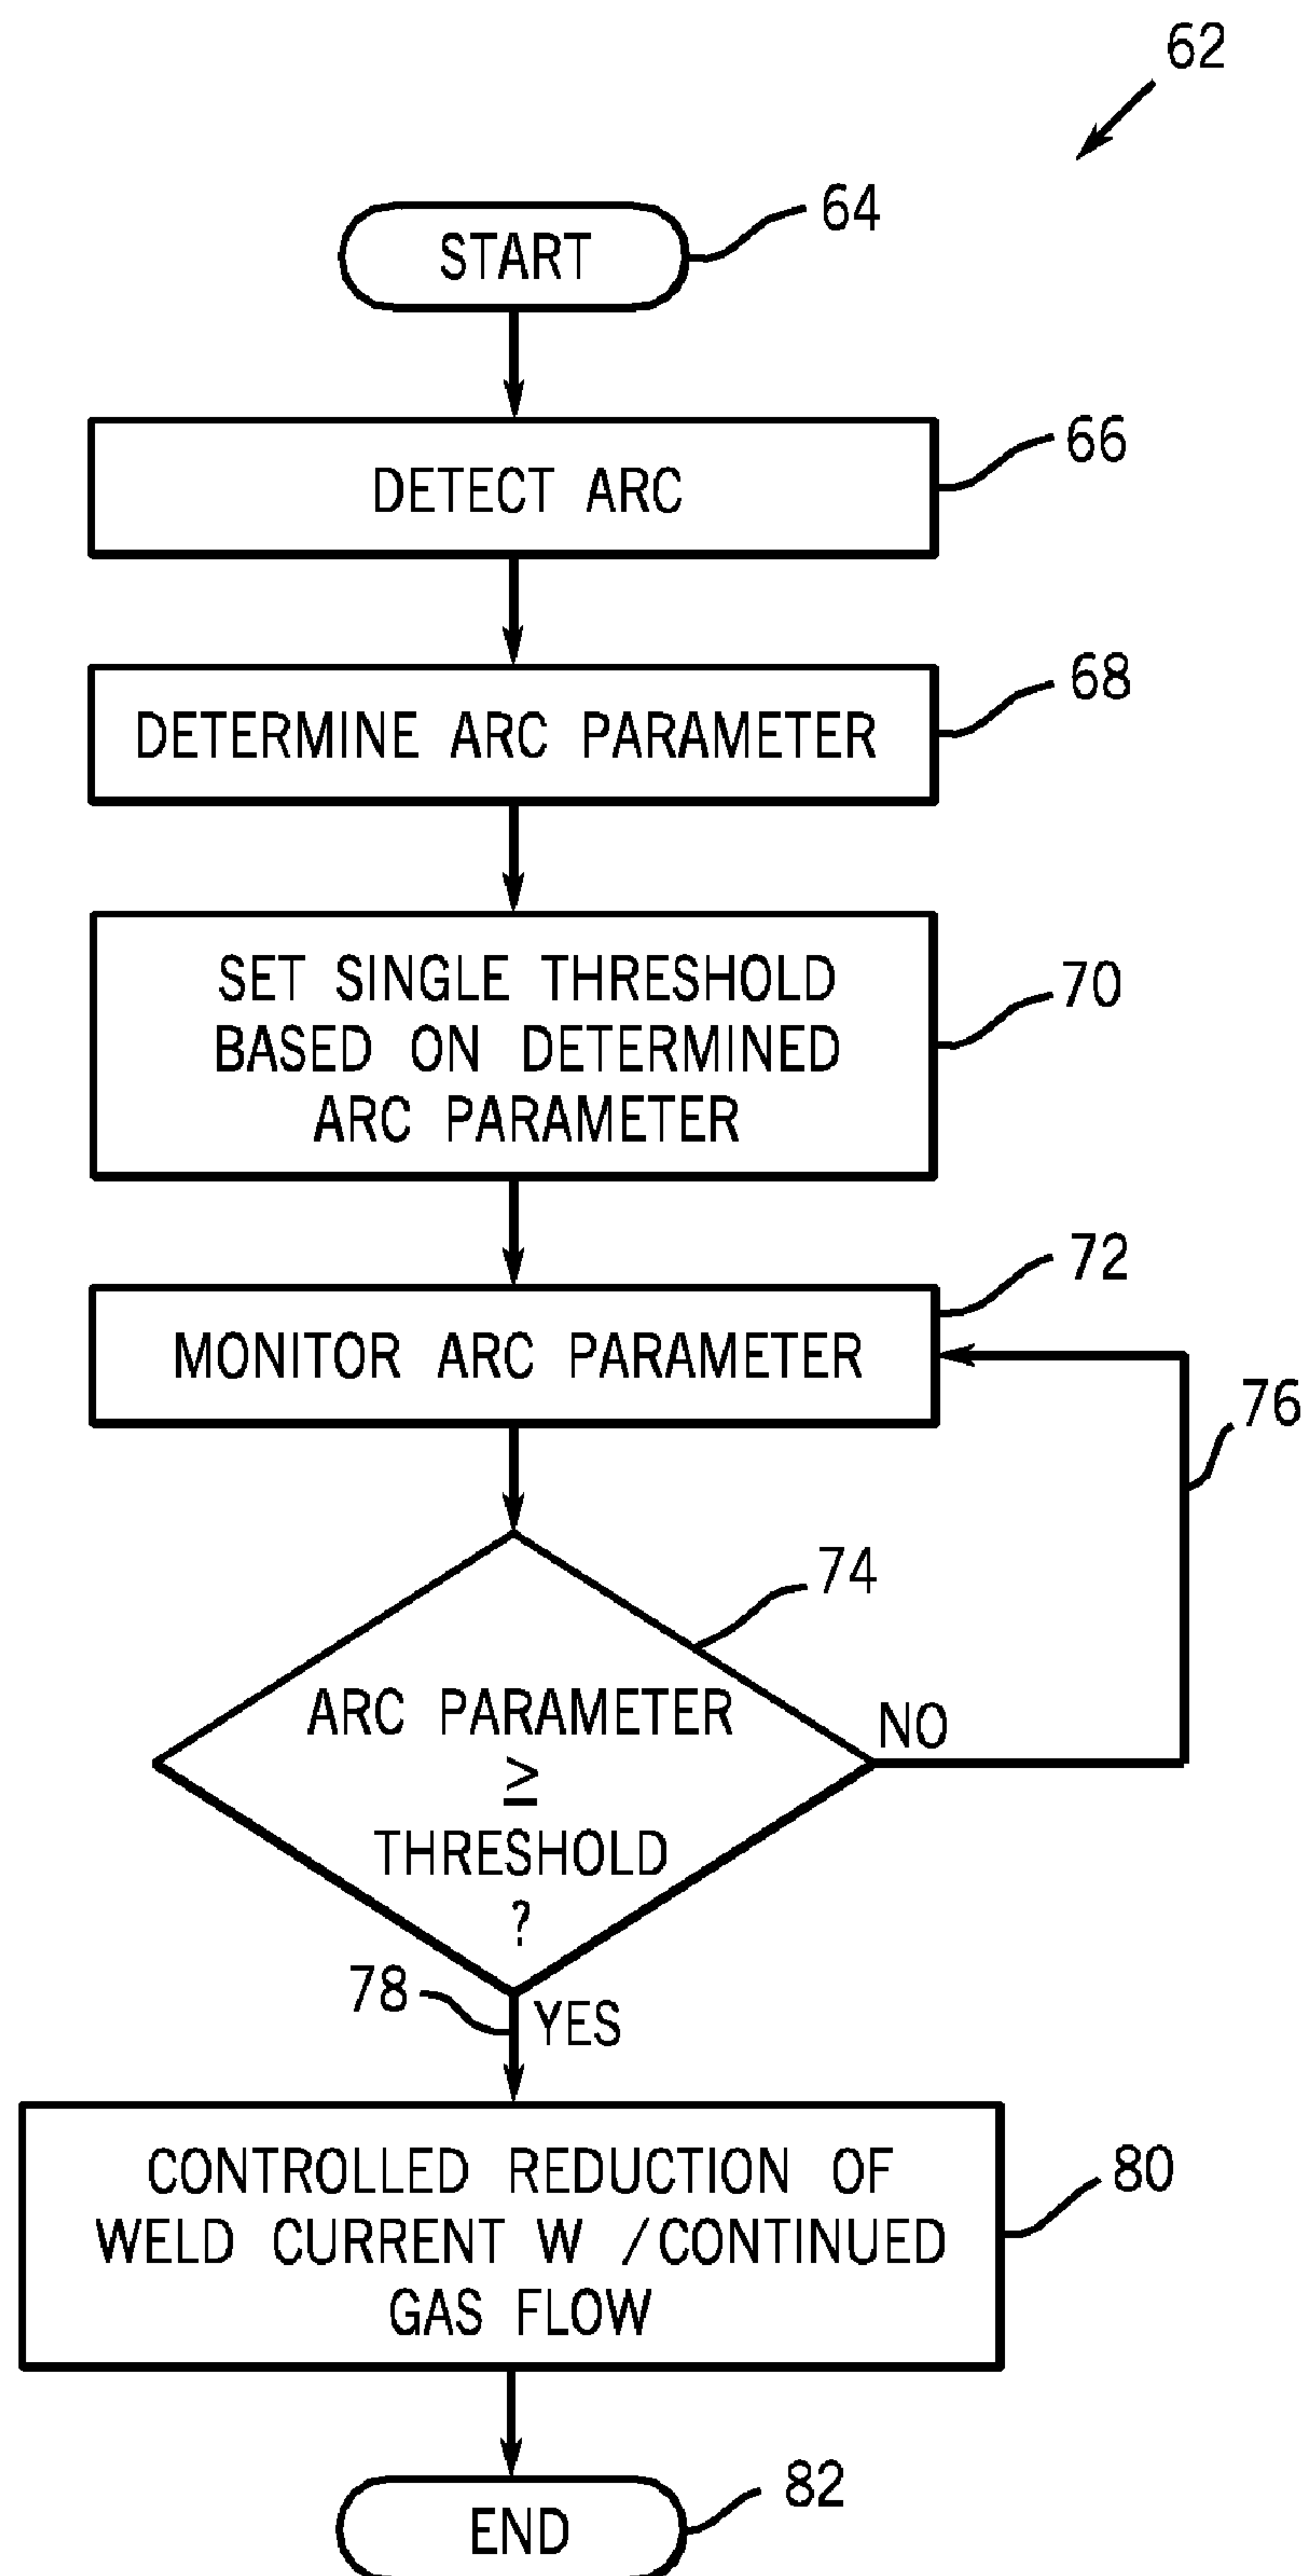 62
START
64
DETECT ARC
66
DETERMINE ARC PARAMETER
68
SET SINGLE THRESHOLD
BASED ON DETERMINED
ARC PARAMETER
70
MONITOR ARC PARAMETER
72
76
74
ARC PARAMETER
≥
THRESHOLD
?
NO
78
YES
CONTROLLED REDUCTION OF
WELD CURRENT W /CONTINUED
GAS FLOW
80
END
82